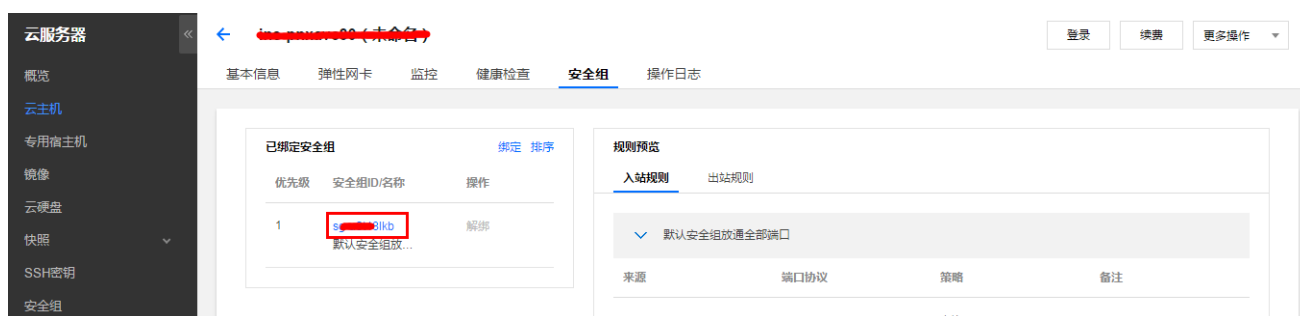 云服务器
«
登录
续费
更多操作
概览
云主机
专用宿主机
镜像
云硬盘
快照
SSH密钥
安全组
基本信息
弹性网卡
监控
健康检查
安全组
操作日志
已绑定安全组
绑定
排序
优先级
安全组ID/名称
操作
1
解绑
默认安全组放...
规则预览
入站规则
出站规则
默认安全组放通全部端口
来源
端口协议
策略
备注